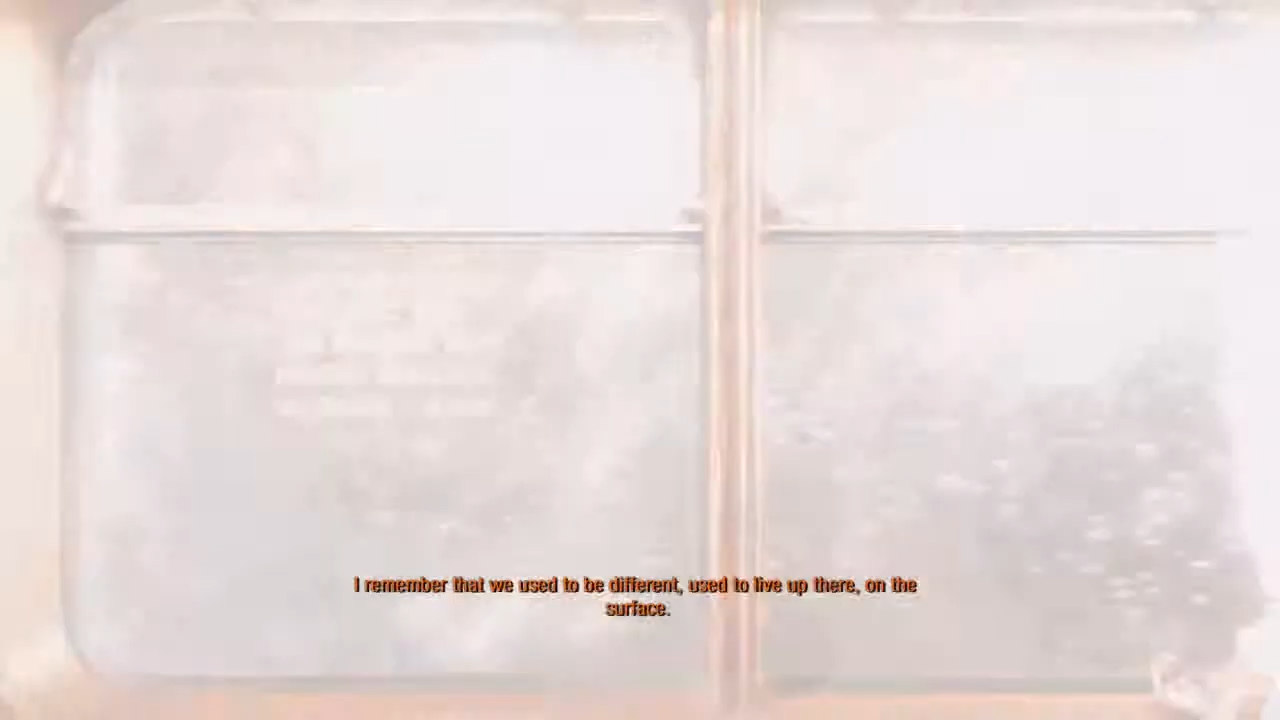 I remember that we used to be different, used to live up there, on the
surface.